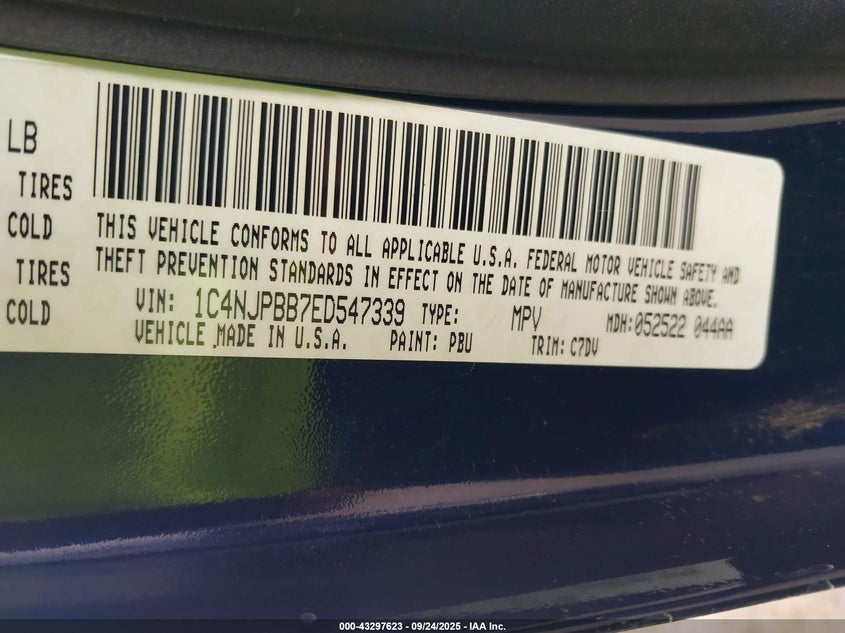 LB
TIRES
COLD
TIRES
COLD
THIS VEHICLE CONFORMS TO ALL APPLICABLE U.S.A. FEDERAL MOTOR VEHICLE SAFETY AND
THEFT PREVENTION STANDARDS IN EFFECT ON THE DATE OF MANUFACTURE SHOWN ABOVE.
VIN: 1C4NJPBB7ED547339 TYPE: MPV MDH: 052522 044AA
VEHICLE MADE IN U.S.A. PAINT: PBU TRIM: C7DV
000-43297623 - 09/24/2025 - IAA Inc.